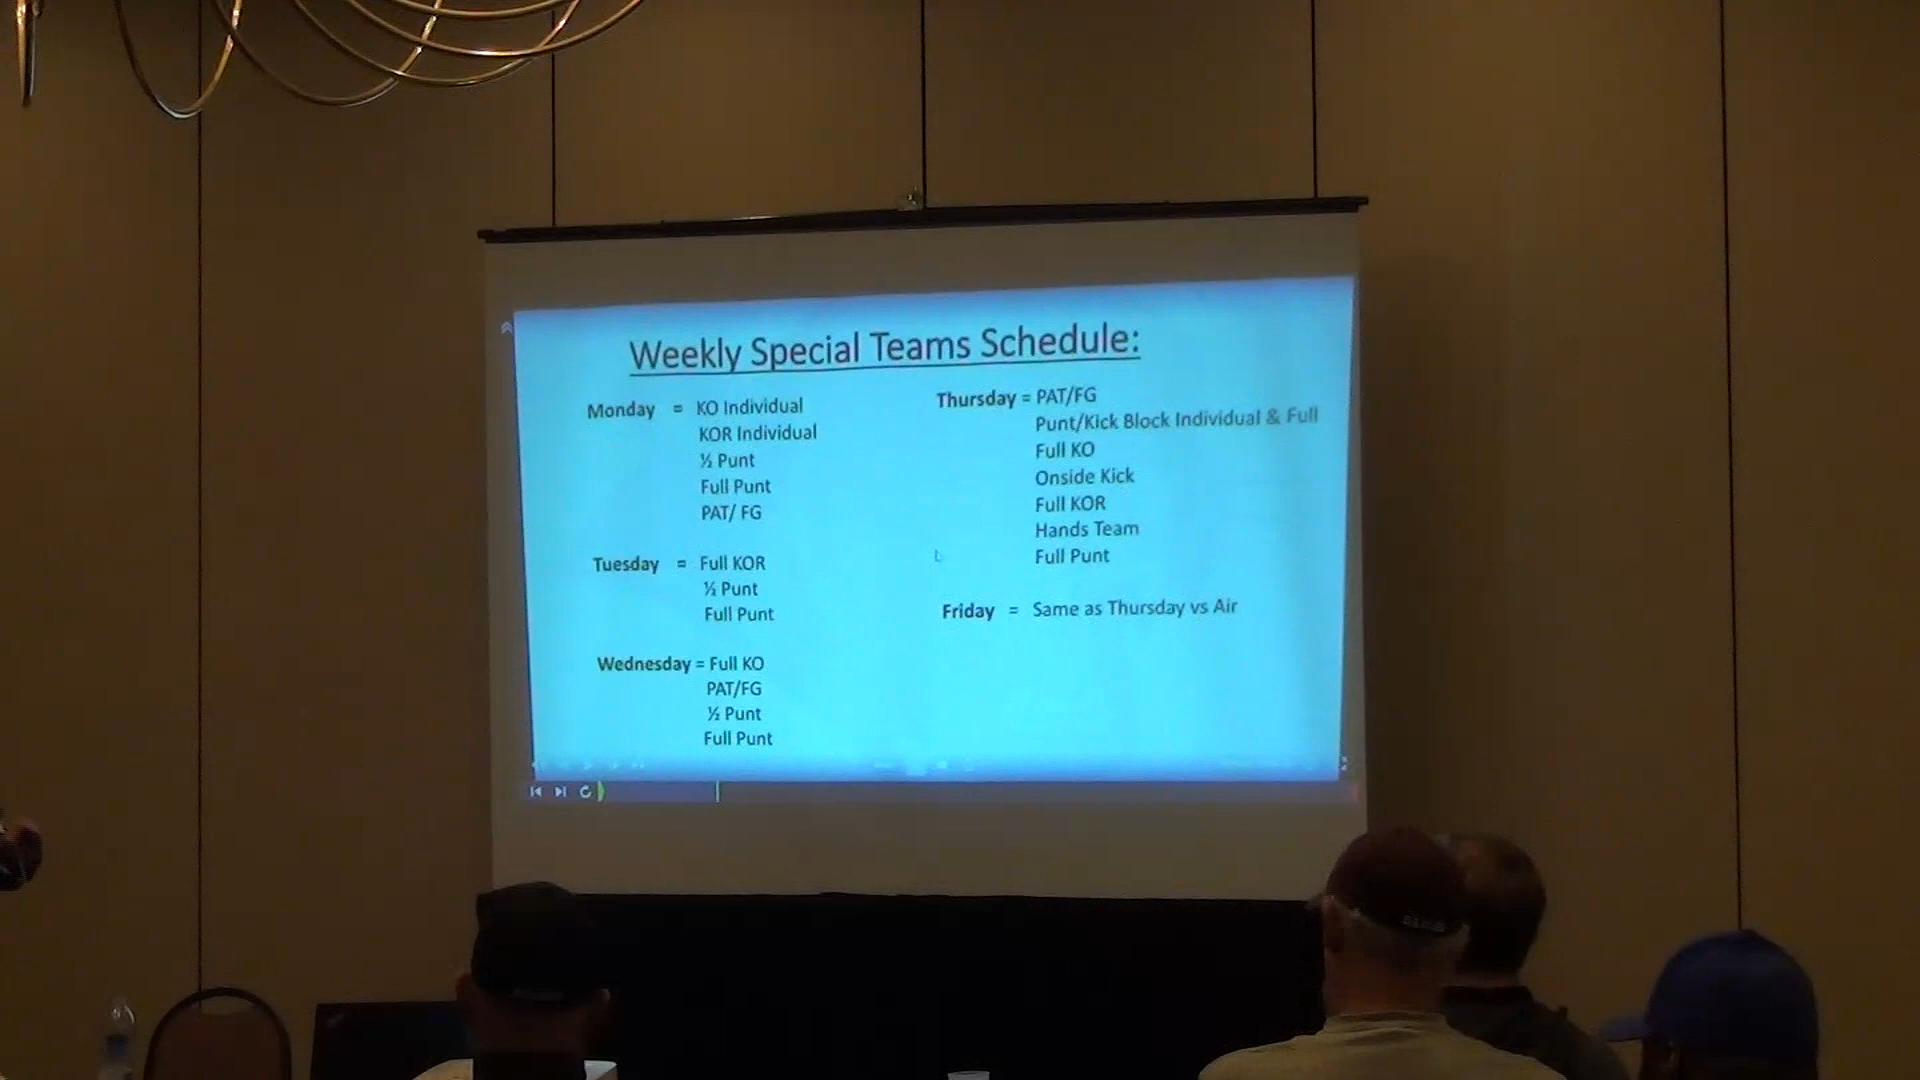 Weekly Special Teams Schedule:
Monday = KO Individual
KOR Individual
½ Punt
Full Punt
PAT/ FG
Tuesday = Full KOR
½ Punt
Full Punt
Wednesday = Full KO
PAT/FG
½ Punt
Full Punt
Thursday = PAT/FG
Punt/Kick Block Individual & Full
Full KO
Onside Kick
Full KOR
Hands Team
Full Punt
Friday = Same as Thursday vs Air